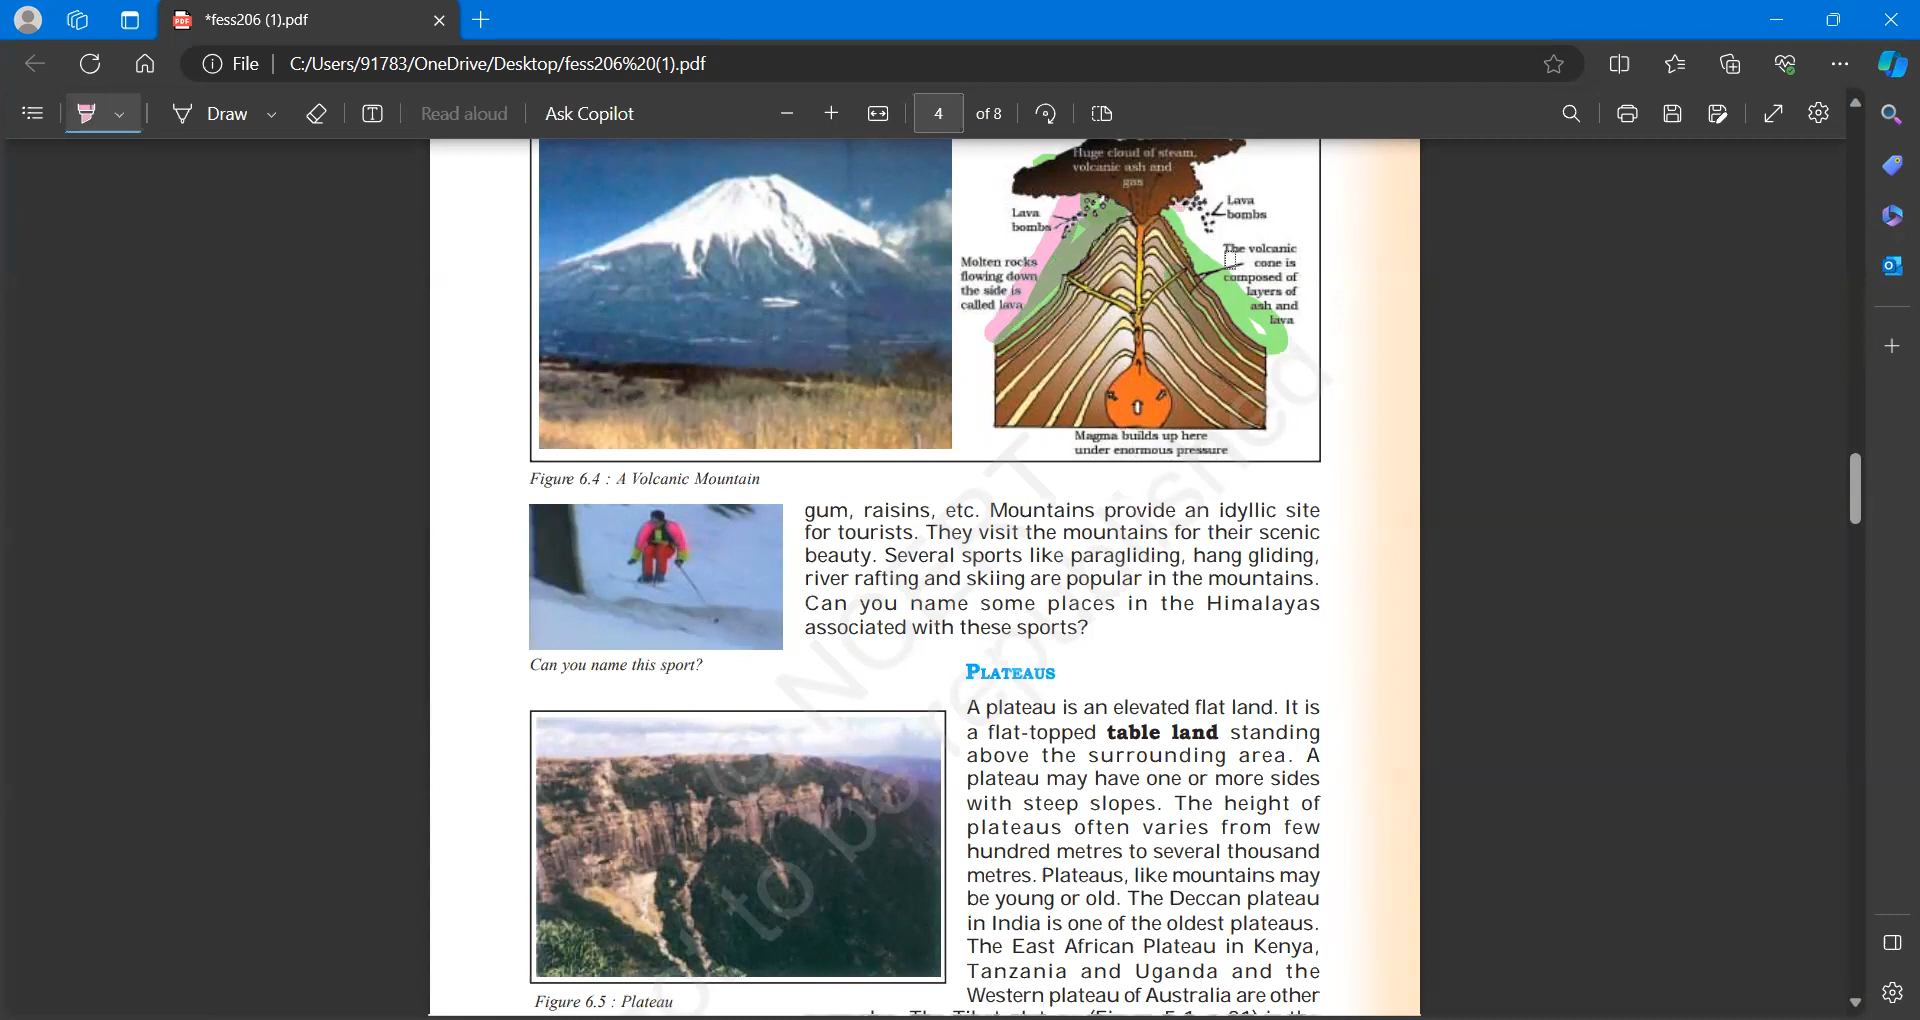 *fess206 (1).pdf
File
C:/Users/91783/OneDrive/Desktop/fess206%20(1).pdf
Draw
Read aloud
Ask Copilot
4 of 8
Huge cloud of steam,
volcanic ash and
gas
Lava
bombs
Lava
bombs
Molten rocks
flowing down
the side is
called lava
The volcanic
cone is
composed of
layers of
ash and
lava
Magma builds up here
under enormous pressure
Figure 6.4 : A Volcanic Mountain
gum, raisins, etc. Mountains provide an idyllic site
for tourists. They visit the mountains for their scenic
beauty. Several sports like paragliding, hang gliding,
river rafting and skiing are popular in the mountains.
Can you name some places in the Himalayas
associated with these sports?
Can you name this sport?
PLATEAUS
A plateau is an elevated flat land. It is
a flat-topped table land standing
above the surrounding area. A
plateau may have one or more sides
with steep slopes. The height of
plateaus often varies from few
hundred metres to several thousand
metres. Plateaus, like mountains may
be young or old. The Deccan plateau
in India is one of the oldest plateaus.
The East African Plateau in Kenya,
Tanzania and Uganda and the
Western plateau of Australia are other
Figure 6.5 : Plateau
© NCERT
to be republished